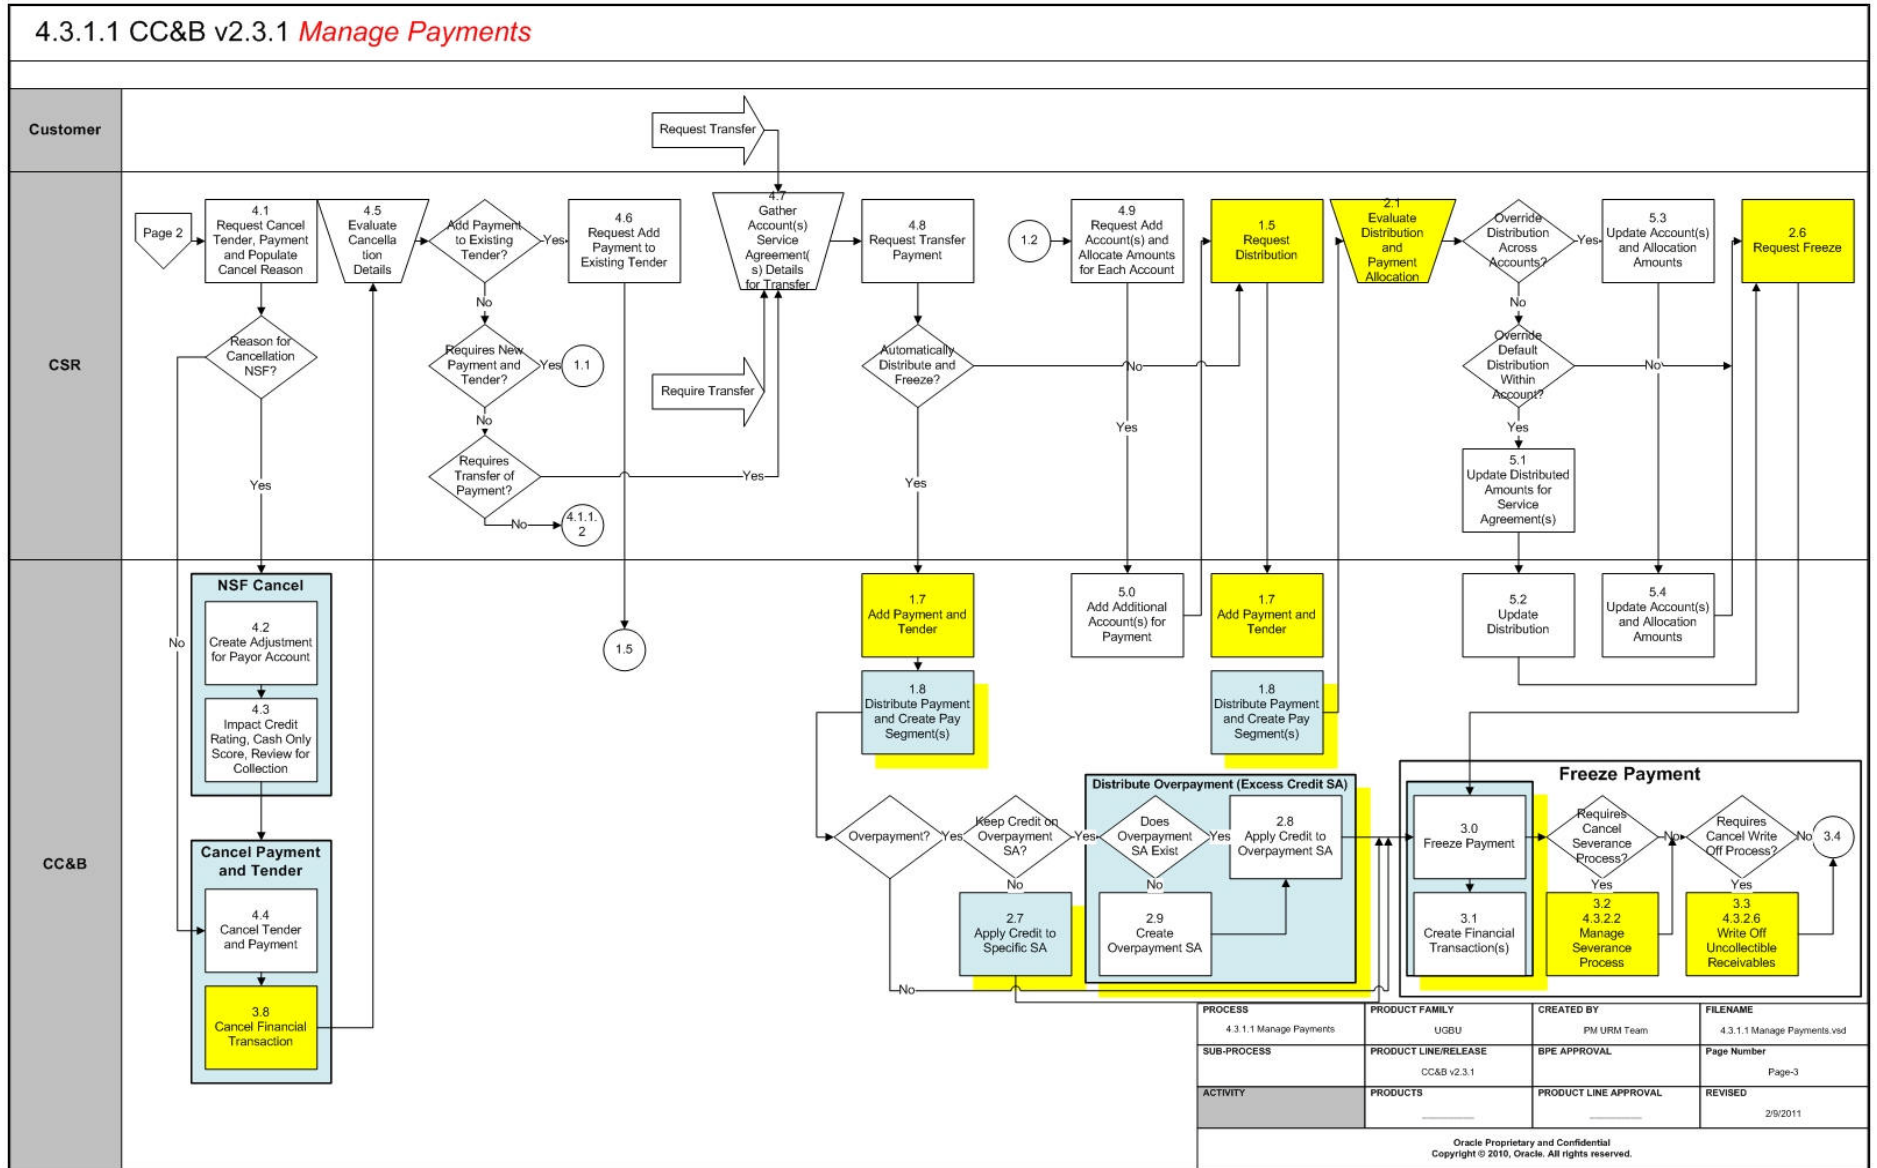 4.3.1.1 CC&B v2.3.1 Manage Payments
Customer
Request Transfer
CSR
Page 2
4.1
Request Cancel
Tender, Payment
and Populate
Cancel Reason
4.5
Evaluate
Cancella
tion
Details
Add Payment
to Existing
Tender?
Yes
4.6
Request Add
Payment to
Existing Tender
4.7
Gather
Account(s)
Service
Agreement(
s) Details
for Transfer
4.8
Request Transfer
Payment
1.2
4.9
Request Add
Account(s) and
Allocate Amounts
for Each Account
1.5
Request
Distribution
2.1
Evaluate
Distribution
and
Payment
Allocation
Override
Distribution
Across
Accounts?
Yes
5.3
Update Account(s)
and Allocation
Amounts
2.6
Request Freeze
No
No
Reason for
Cancellation
NSF?
Requires New
Payment and
Tender?
Yes
1.1
Require Transfer
Automatically
Distribute and
Freeze?
No
Override
Default
Distribution
Within
Account?
No
No
Yes
Yes
Requires
Transfer of
Payment?
Yes
Yes
Yes
5.1
Update Distributed
Amounts for
Service
Agreement(s)
No
4.1.1.
2
CC&B
NSF Cancel
4.2
Create Adjustment
for Payor Account
No
4.3
Impact Credit
Rating, Cash Only
Score, Review for
Collection
1.5
1.7
Add Payment and
Tender
5.0
Add Additional
Account(s) for
Payment
1.7
Add Payment and
Tender
5.2
Update
Distribution
5.4
Update Account(s)
and Allocation
Amounts
1.8
Distribute Payment
and Create Pay
Segment(s)
1.8
Distribute Payment
and Create Pay
Segment(s)
Cancel Payment
and Tender
4.4
Cancel Tender
and Payment
3.8
Cancel Financial
Transaction
Overpayment?
Yes
Keep Credit on
Overpayment
SA?
Yes
Distribute Overpayment (Excess Credit SA)
Does
Overpayment
SA Exist
Yes
2.8
Apply Credit to
Overpayment SA
No
No
2.7
Apply Credit to
Specific SA
2.9
Create
Overpayment SA
No
Freeze Payment
3.0
Freeze Payment
Requires
Cancel
Severance
Process?
No
Requires
Cancel Write
Off Process?
No
3.4
Yes
Yes
3.1
Create Financial
Transaction(s)
3.2
4.3.2.2
Manage
Severance
Process
3.3
4.3.2.6
Write Off
Uncollectible
Receivables
PROCESS
4.3.1.1 Manage Payments
PRODUCT FAMILY
UGBU
CREATED BY
PM URM Team
FILENAME
4.3.1.1 Manage Payments.vsd
SUB-PROCESS
PRODUCT LINE/RELEASE
CC&B v2.3.1
BPE APPROVAL
Page Number
Page-3
ACTIVITY
PRODUCTS
PRODUCT LINE APPROVAL
REVISED
2/9/2011
Oracle Proprietary and Confidential
Copyright © 2010, Oracle. All rights reserved.